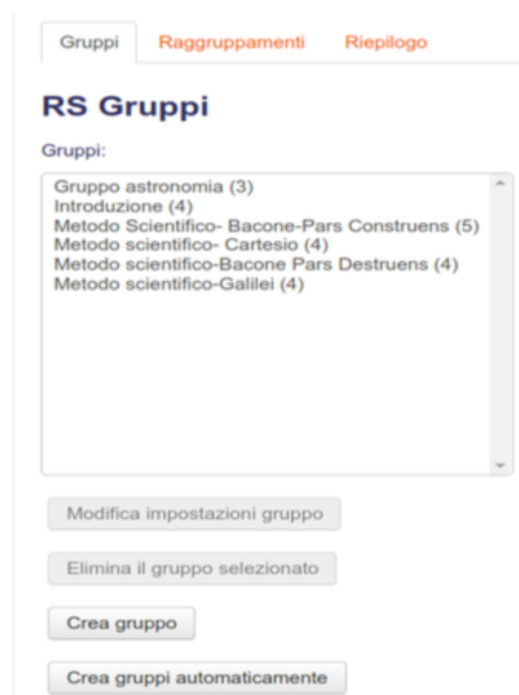 Gruppi Raggruppamenti Riepilogo
RS Gruppi
Gruppi:
Gruppo astronomia (3)
Introduzione (4)
Metodo Scientifico- Bacone-Pars Construens (5)
Metodo scientifico- Cartesio (4)
Metodo scientifico-Bacone Pars Destruens (4)
Metodo scientifico-Galilei (4)
Modifica impostazioni gruppo
Elimina il gruppo selezionato
Crea gruppo
Crea gruppi automaticamente